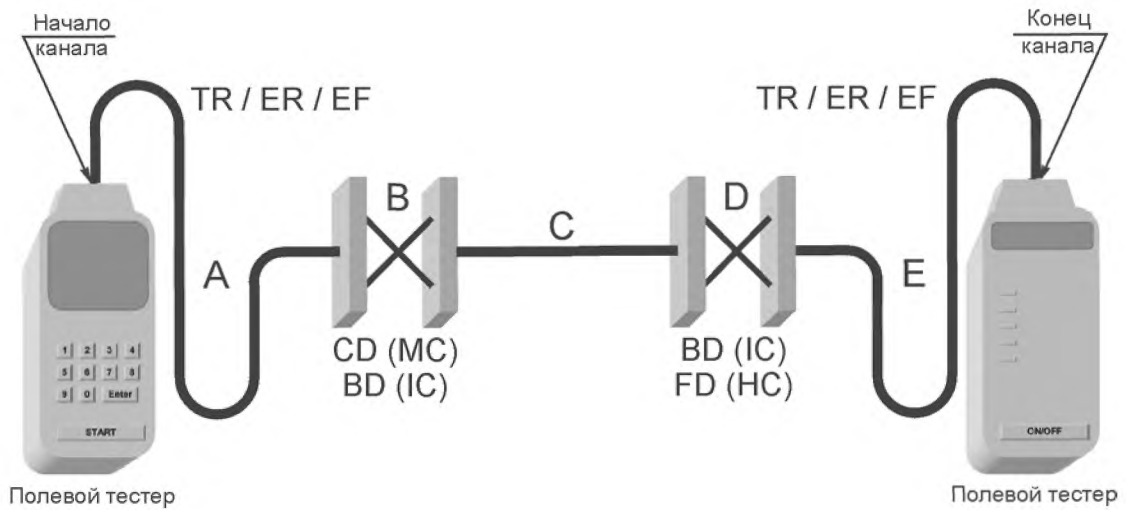 Начало
канала
Конец
канала
TR / ER / EF
TR / ER / EF
B
D
C
A
E
CD (MC)
BD (IC)
BD (IC)
FD (HC)
1 2 3 4
5 6 7 8
9 0 Enter
START
ON/OFF
Полевой тестер
Полевой тестер